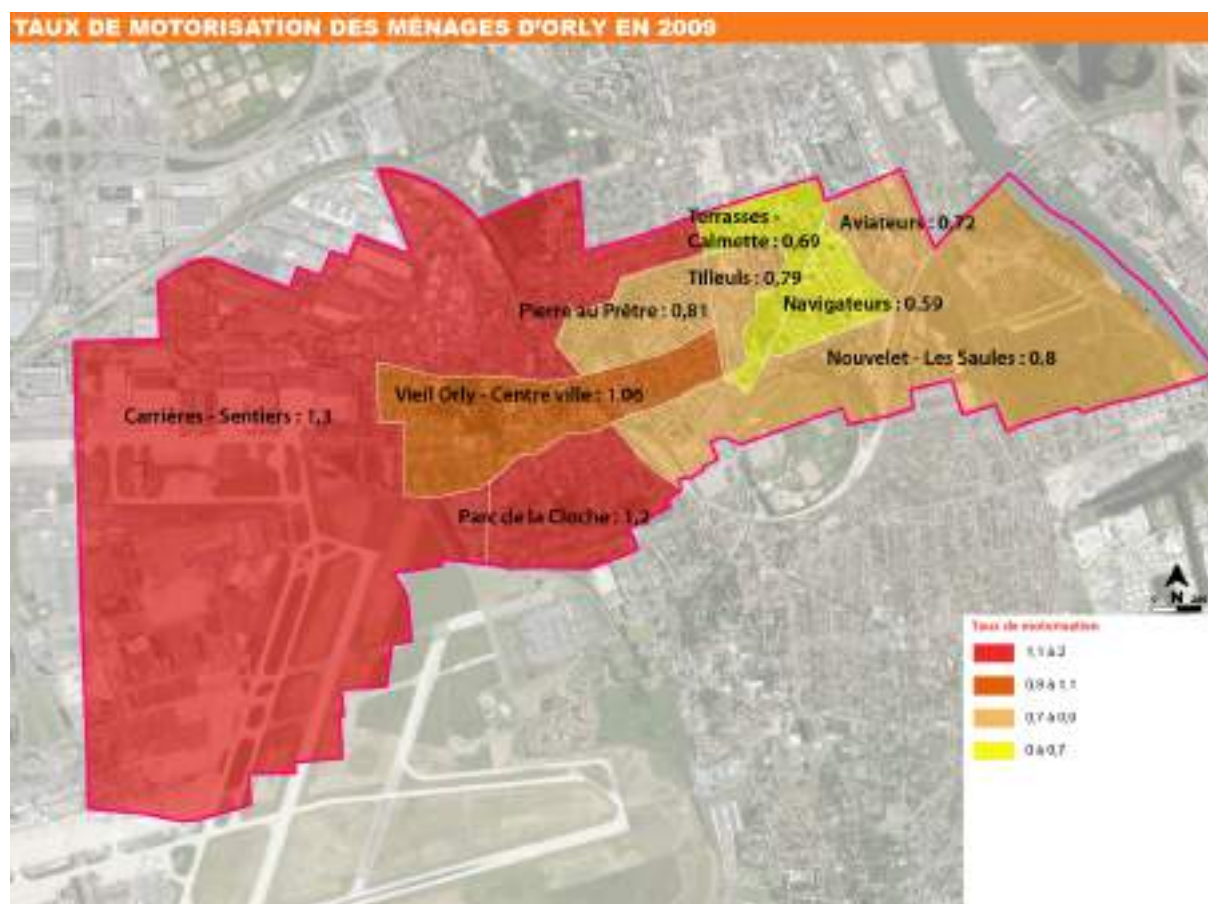 TAUX DE MOTORISATION DES MÉNAGES D'ORLY EN 2009
Terrasses -
Calmette : 0,69
Aviateurs : 0,72
Tilleuls : 0,79
Pierre au Prêtre : 0,81
Navigateurs : 0,59
Nouvelet - Les Saules : 0,8
Vieil Orly - Centre ville : 1,06
Carrières - Sentiers : 1,3
Parc de la Cloche : 1,2
N
Taux de motorisation
1,1 à 2
0,9 à 1,1
0,7 à 0,9
0 à 0,7